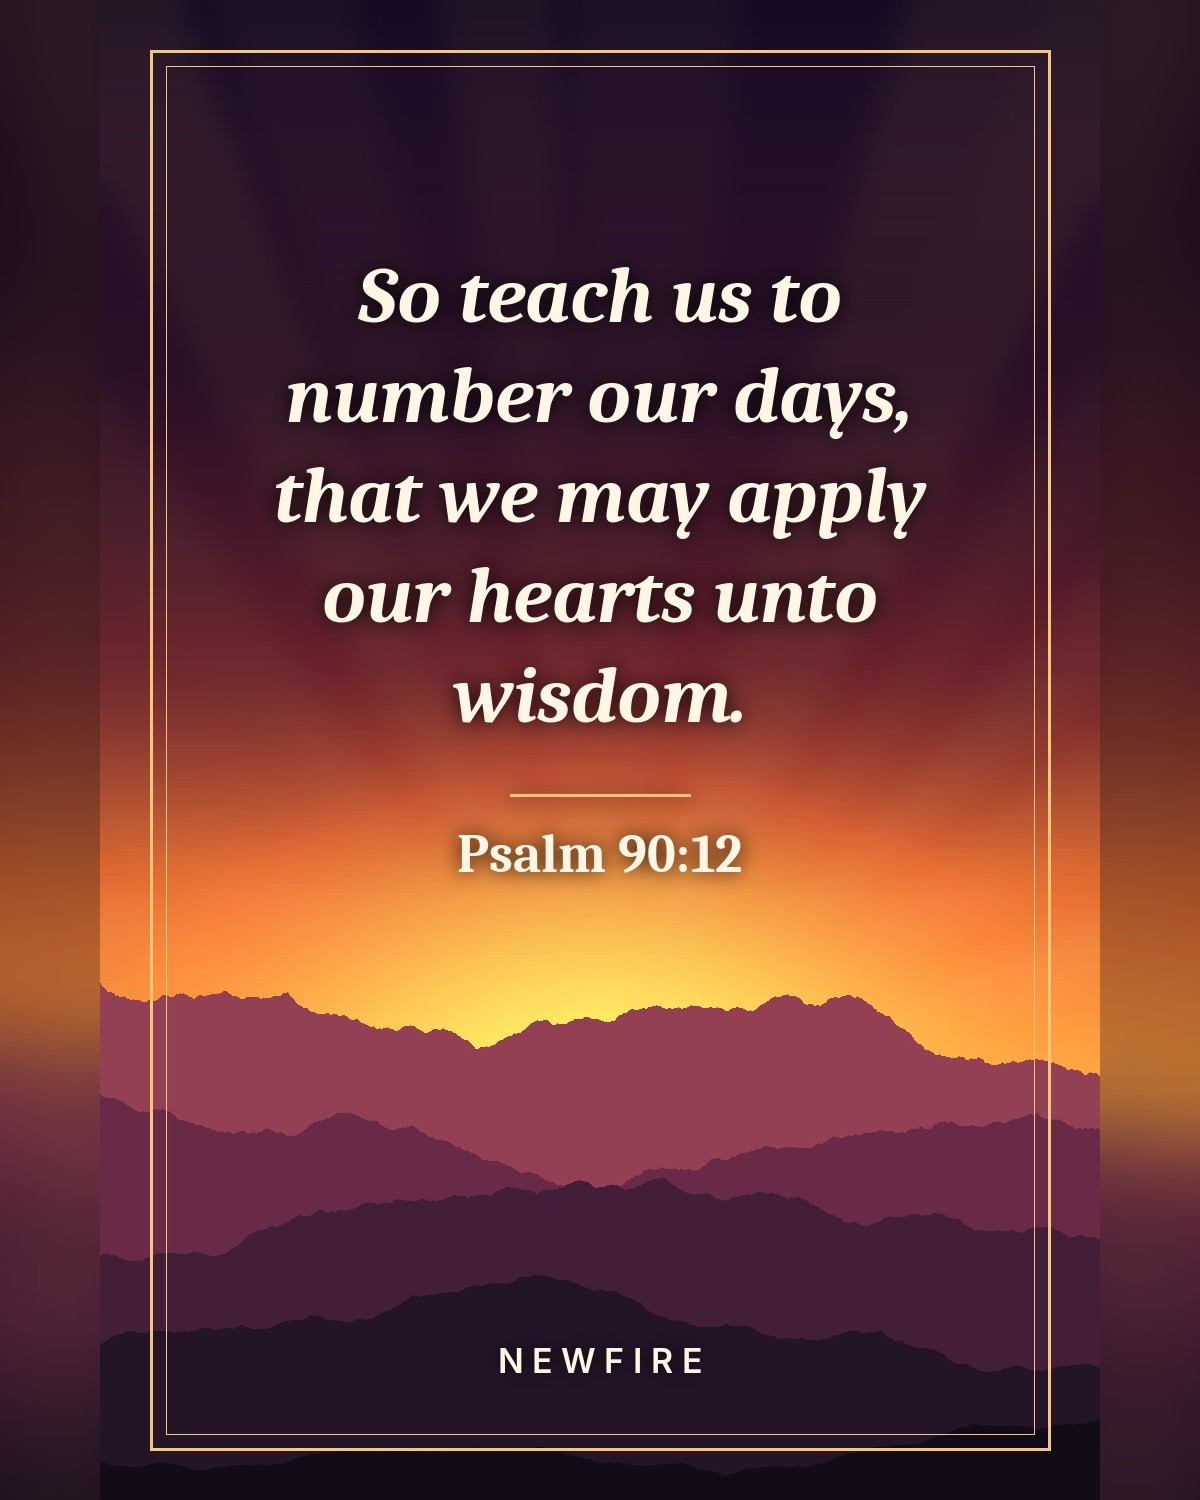 So teach us to
number our days,
that we may apply
our hearts unto
wisdom.
Psalm 90:12
NEWFIRE